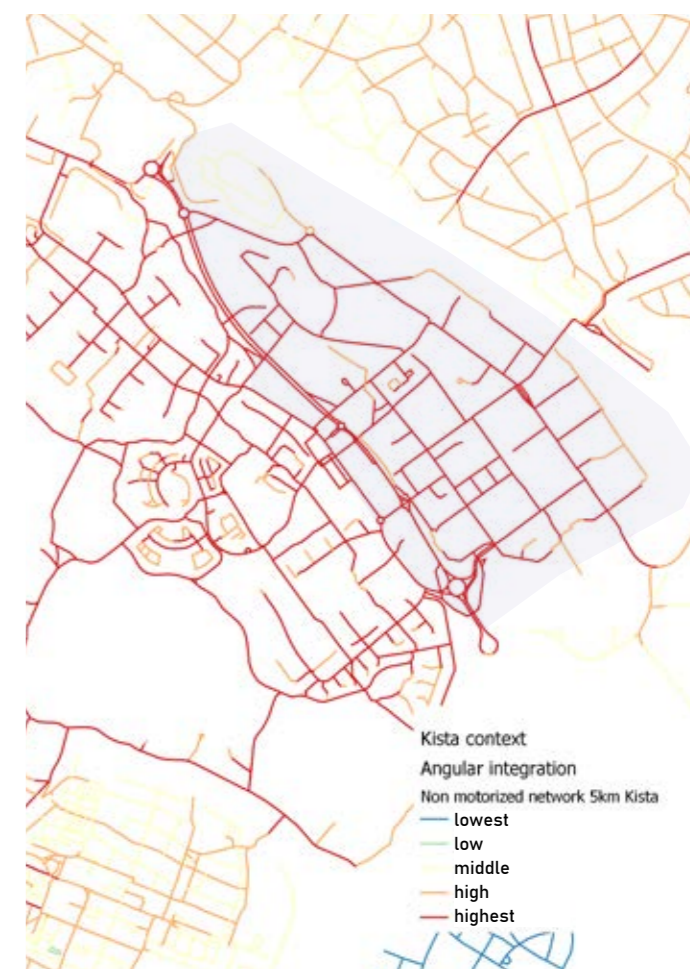 Kista context
Angular integration
Non motorized network 5km Kista
lowest
low
middle
high
highest